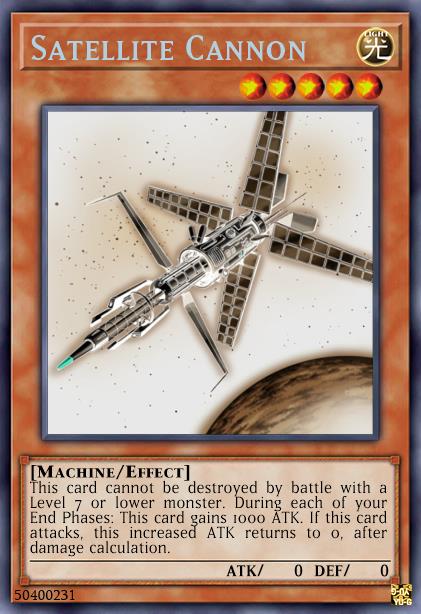 Satellite Cannon
LIGHT
光
[Machine/Effect]
This card cannot be destroyed by battle with a
Level 7 or lower monster. During each of your
End Phases: This card gains 1000 ATK. If this card
attacks, this increased ATK returns to 0, after
damage calculation.
ATK/ 0 DEF/ 0
50400231